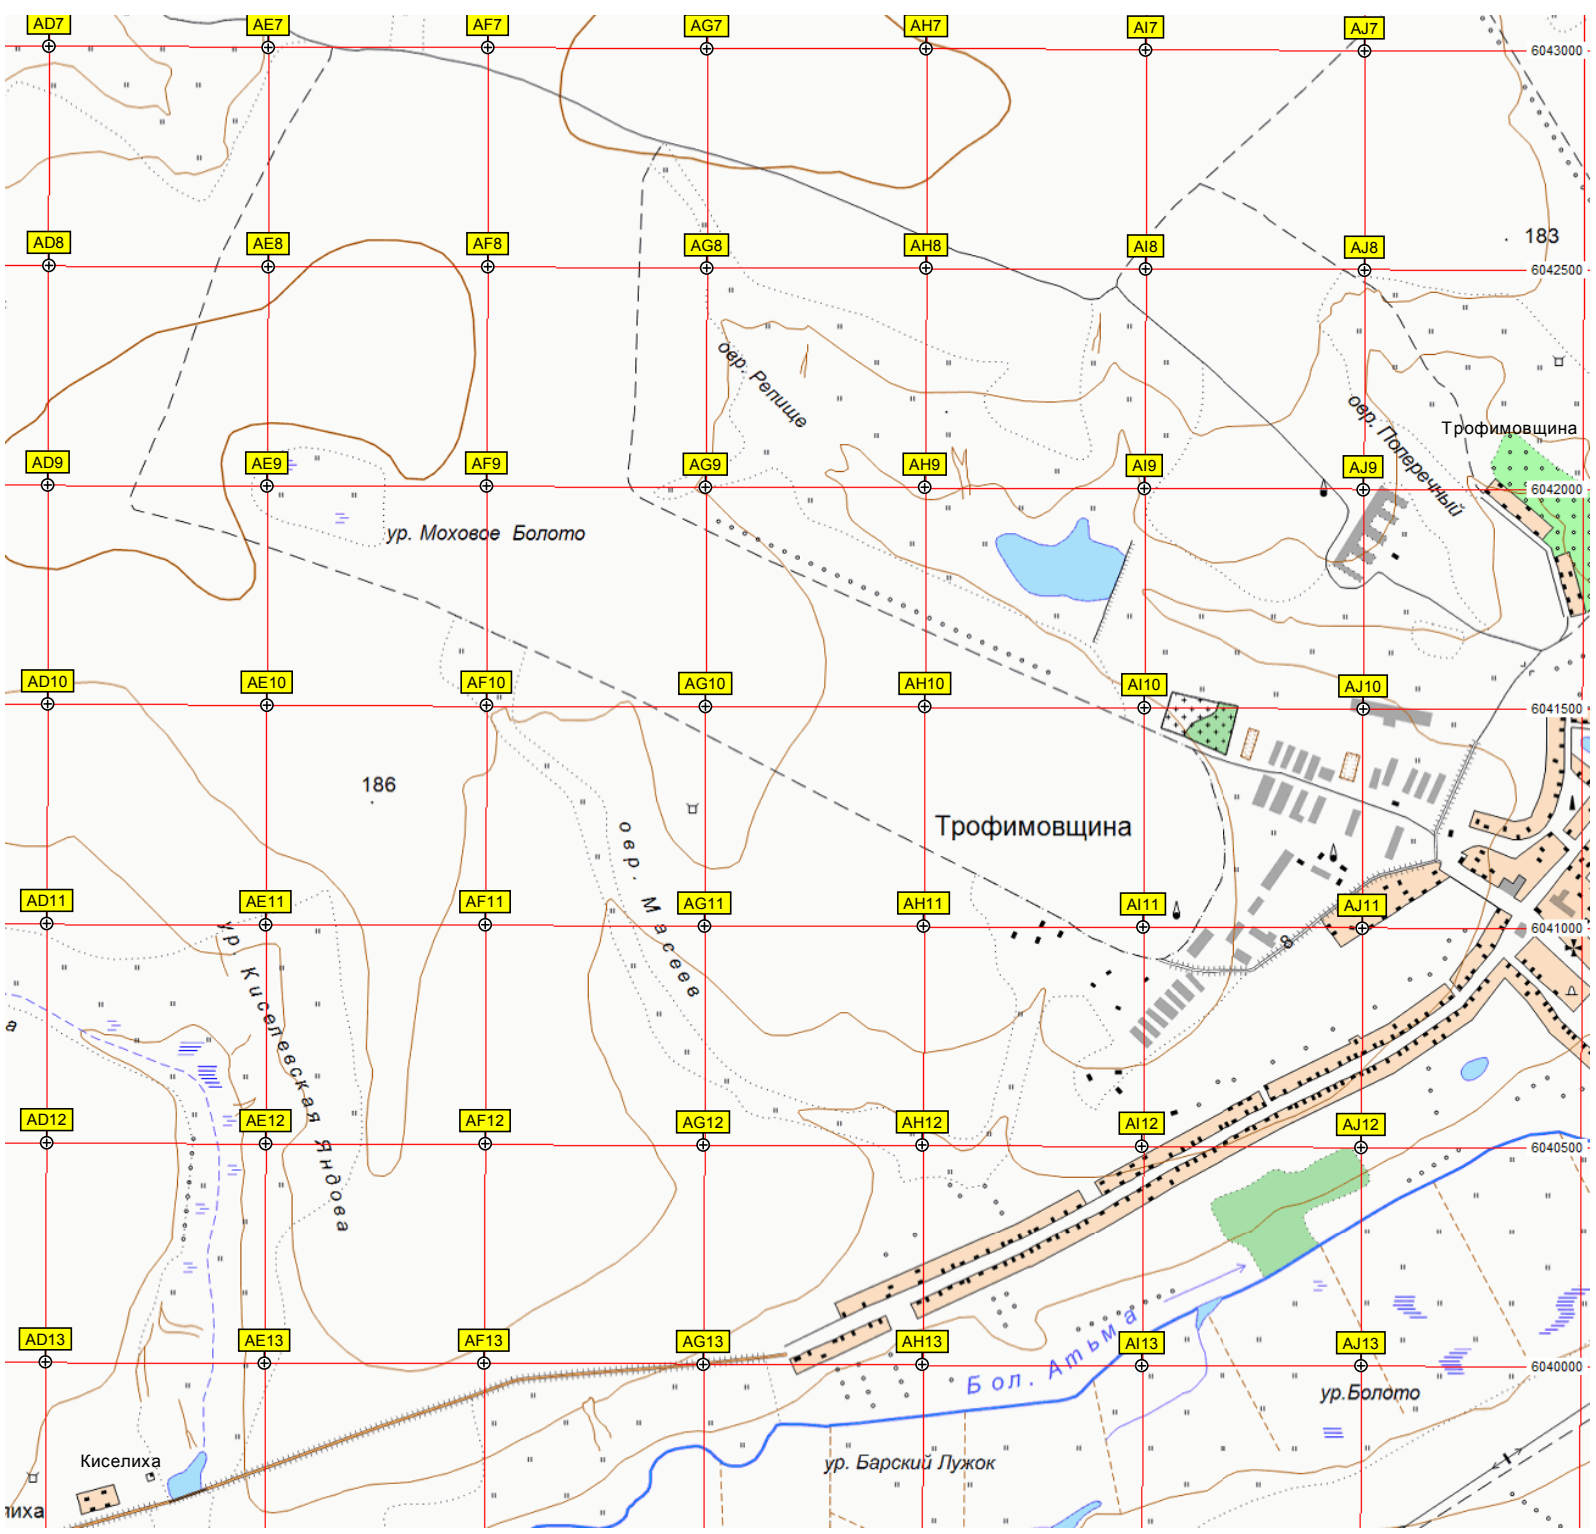 AD7 AE7 AF7 AG7 AH7 AI7 AJ7
6043000
183
AD8 AE8 AF8 AG8 AH8 AI8 AJ8
6042500
овр. Репище
овр. Поперечный
Трофимовщина
AD9 AE9 AF9 AG9 AH9 AI9 AJ9
6042000
ур. Моховое Болото
AD10 AE10 AF10 AG10 AH10 AI10 AJ10
6041500
186
Трофимовщина
овр. Масеев
AD11 AE11 AF11 AG11 AH11 AI11 AJ11
6041000
8
ур. Киселевская Яндова
а
AD12 AE12 AF12 AG12 AH12 AI12 AJ12
6040500
AD13 AE13 AF13 AG13 AH13 AI13 AJ13
6040000
Бол. Атьма
ур.Болото
Киселиха
ур. Барский Лужок
лиха